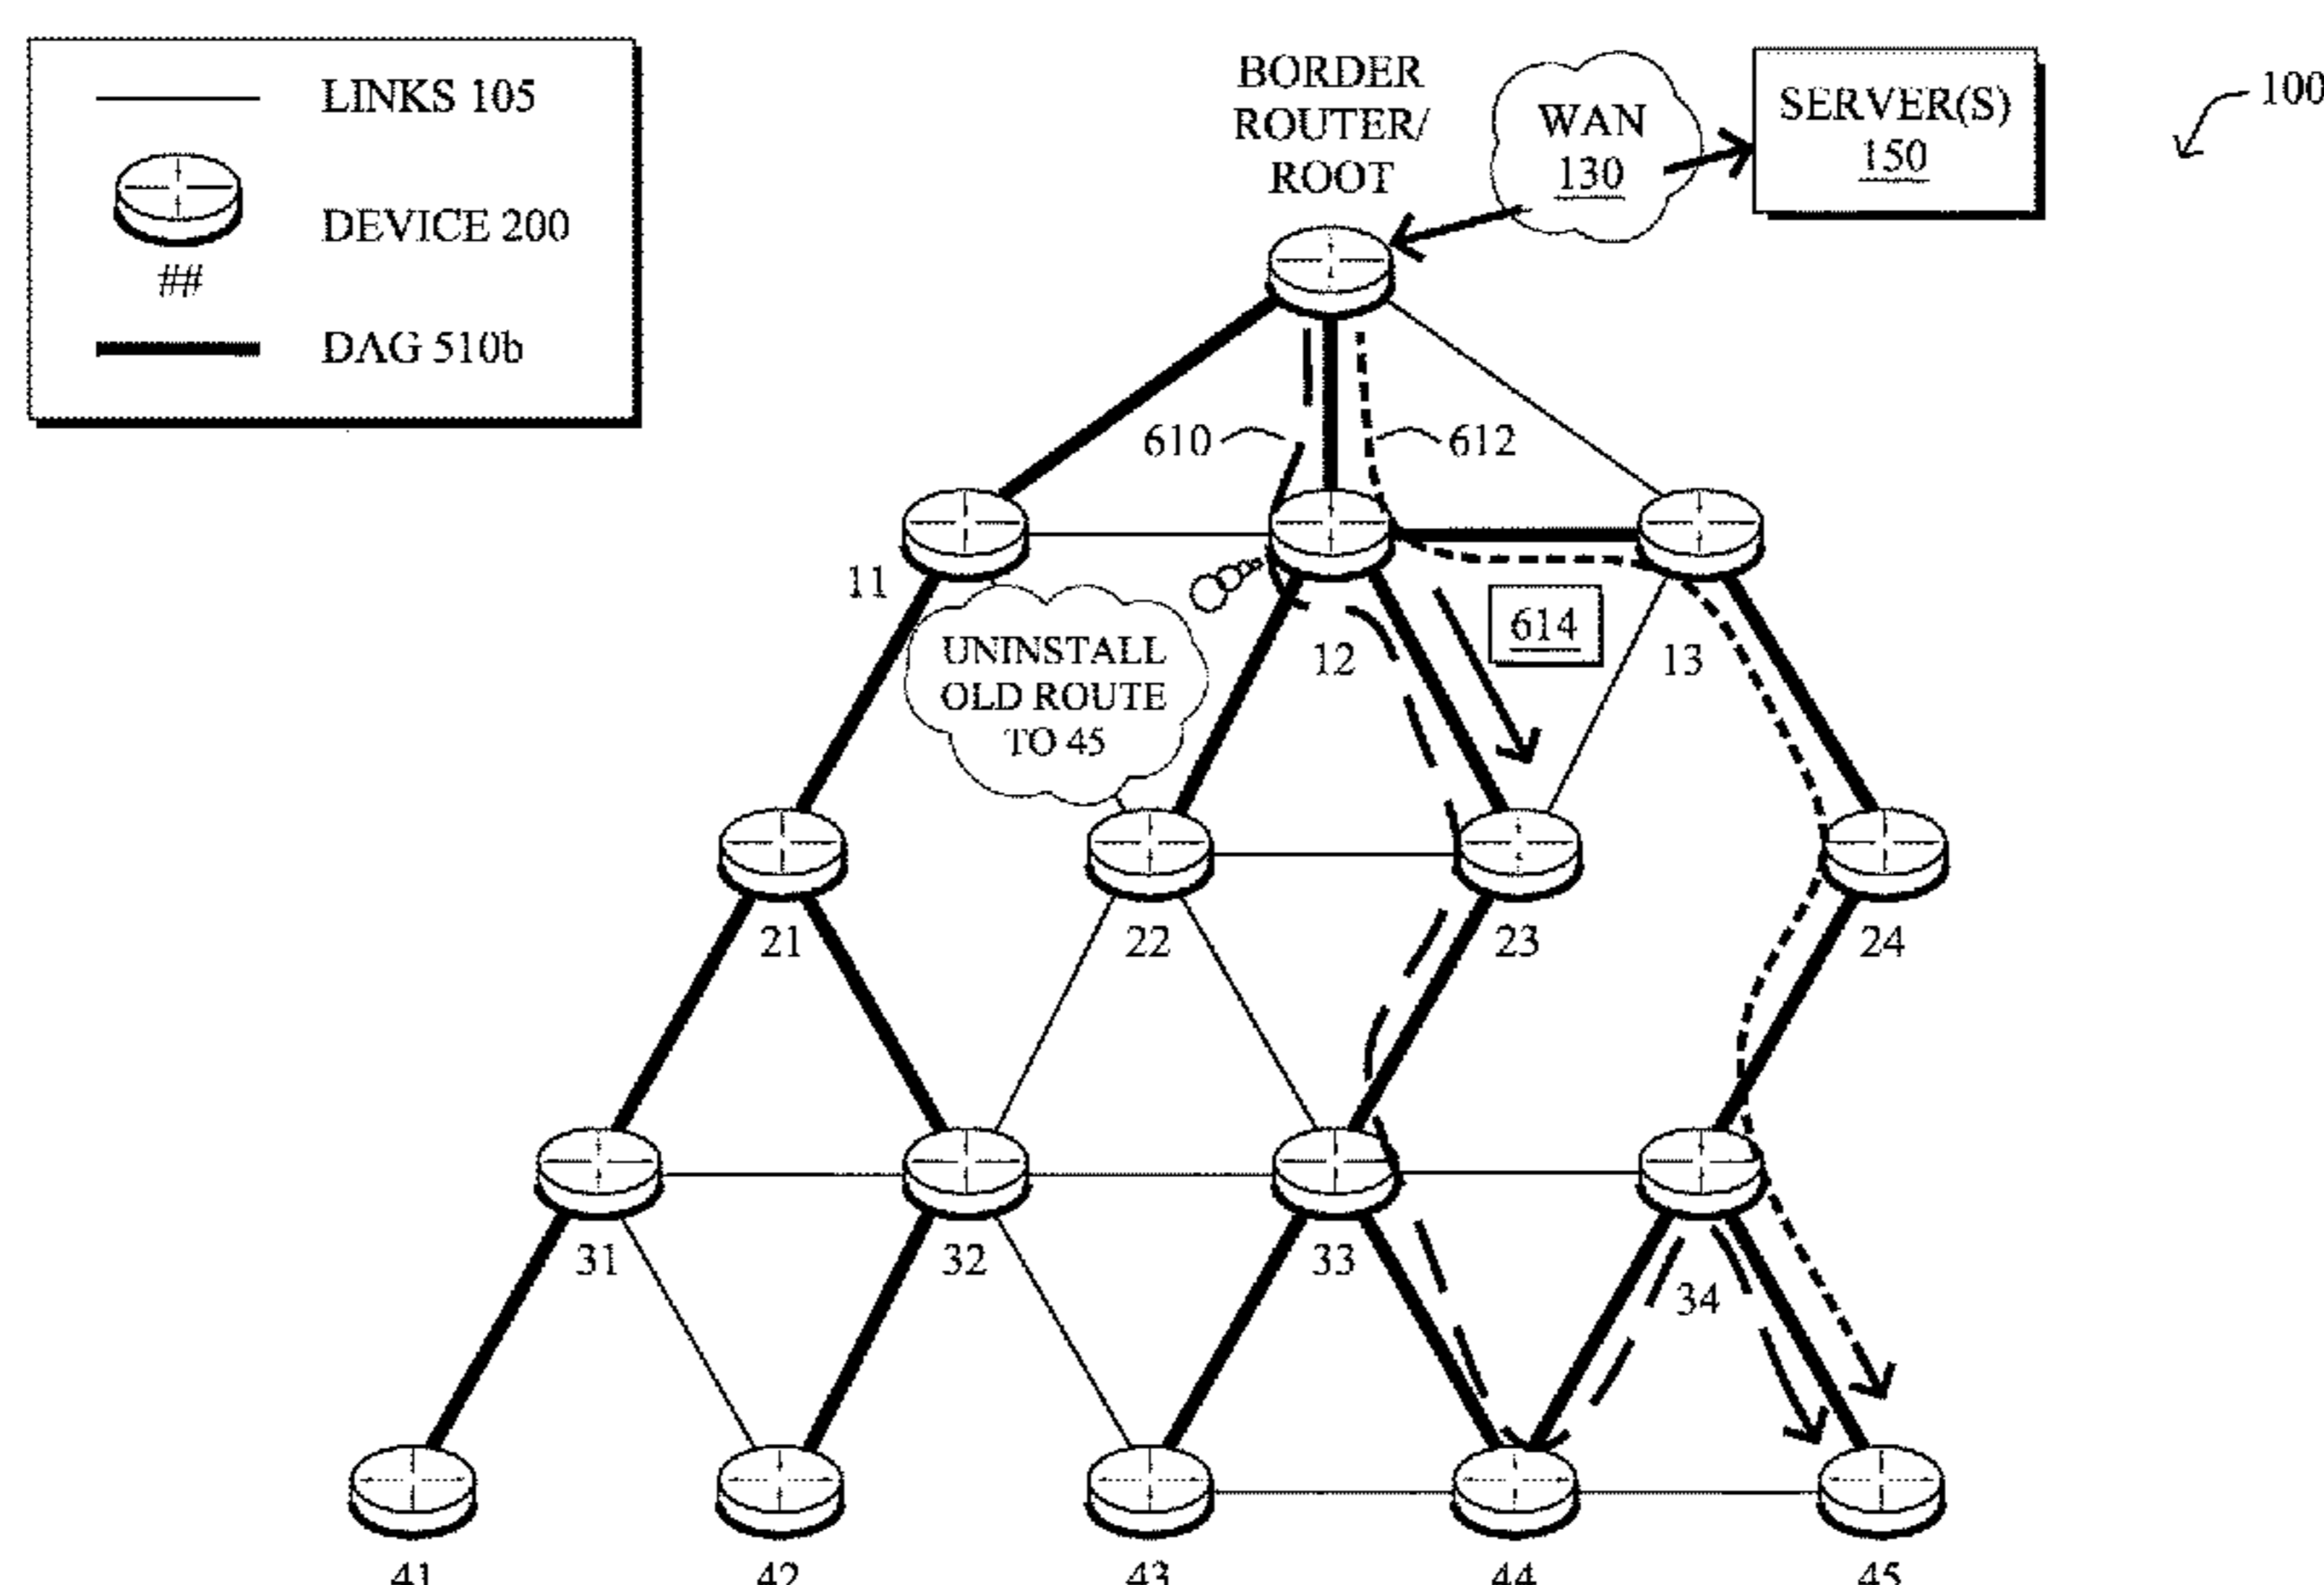 LINKS 105
DEVICE 200
##
DAG 510b
BORDER
ROUTER/
ROOT
WAN
130
SERVER(S)
150
100
610
612
11
12
13
614
UNINSTALL
OLD ROUTE
TO 45
21
22
23
24
31
32
33
34
41
42
43
44
45